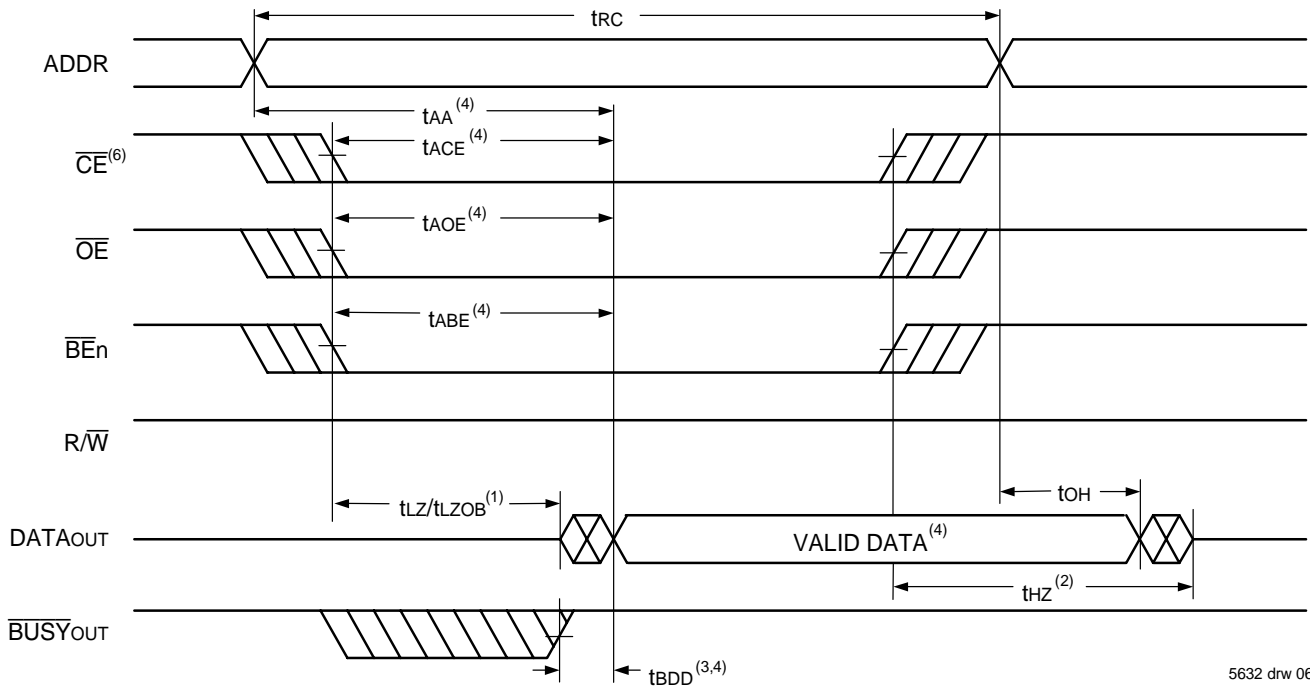 tRC
ADDR
tAA(4)
CE(6)
tACE(4)
OE
tAOE(4)
BEn
tABE(4)
R/W
tLZ/tLZOB(1)
tOH
DATAOUT
VALID DATA(4)
tHZ(2)
BUSYOUT
tBDD(3,4)
5632 drw 06